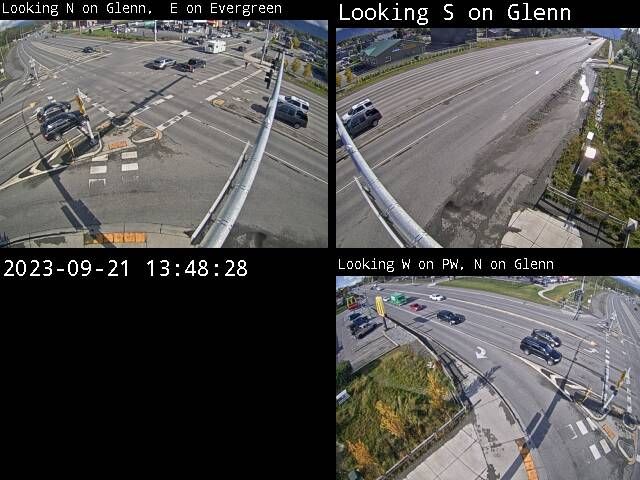 Looking N on Glenn,  E on Evergreen
Looking S on Glenn
2023-09-21 13:48:28
Looking W on PW, N on Glenn